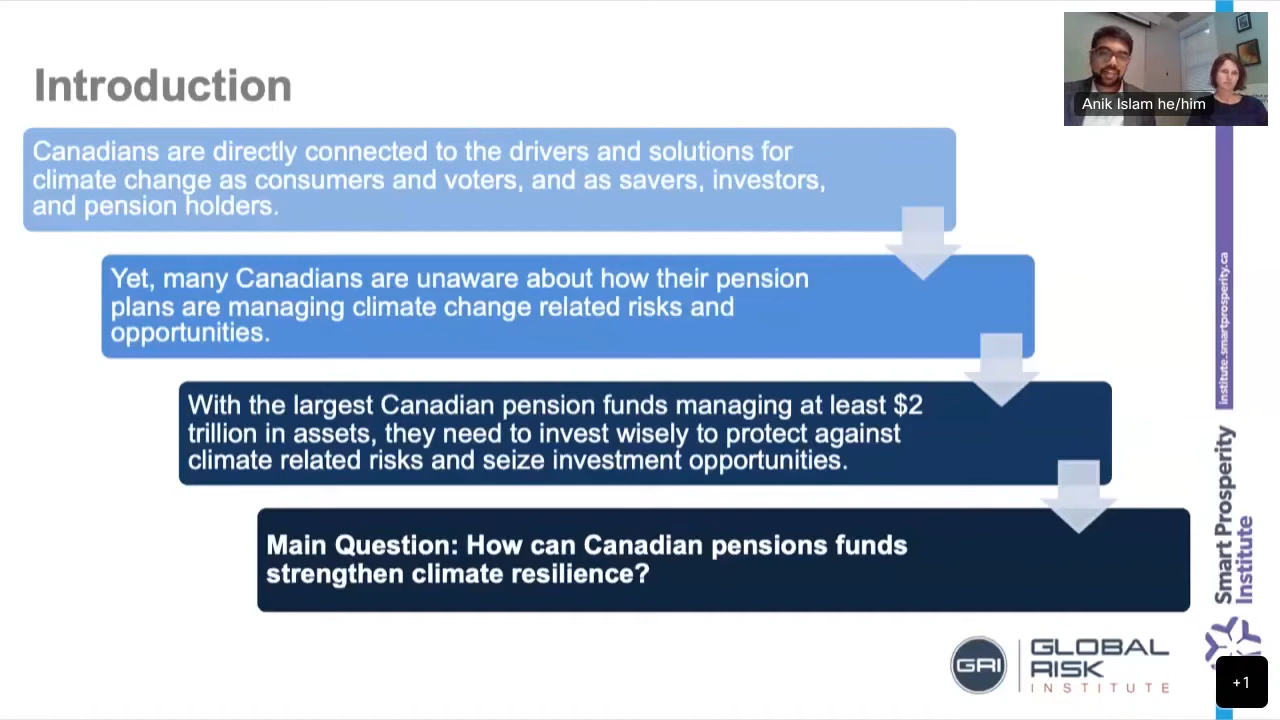 Introduction
Canadians are directly connected to the drivers and solutions for
climate change as consumers and voters, and as savers, investors,
and pension holders.
Yet, many Canadians are unaware about how their pension
plans are managing climate change related risks and
opportunities.
With the largest Canadian pension funds managing at least $2
trillion in assets, they need to invest wisely to protect against
climate related risks and seize investment opportunities.
Main Question: How can Canadian pensions funds
strengthen climate resilience?
GRI
GLOBAL
RISK
INSTITUTE
Anik Islam he/him
institute.smartprosperity.ca
Smart Prosperity
Institute
+1